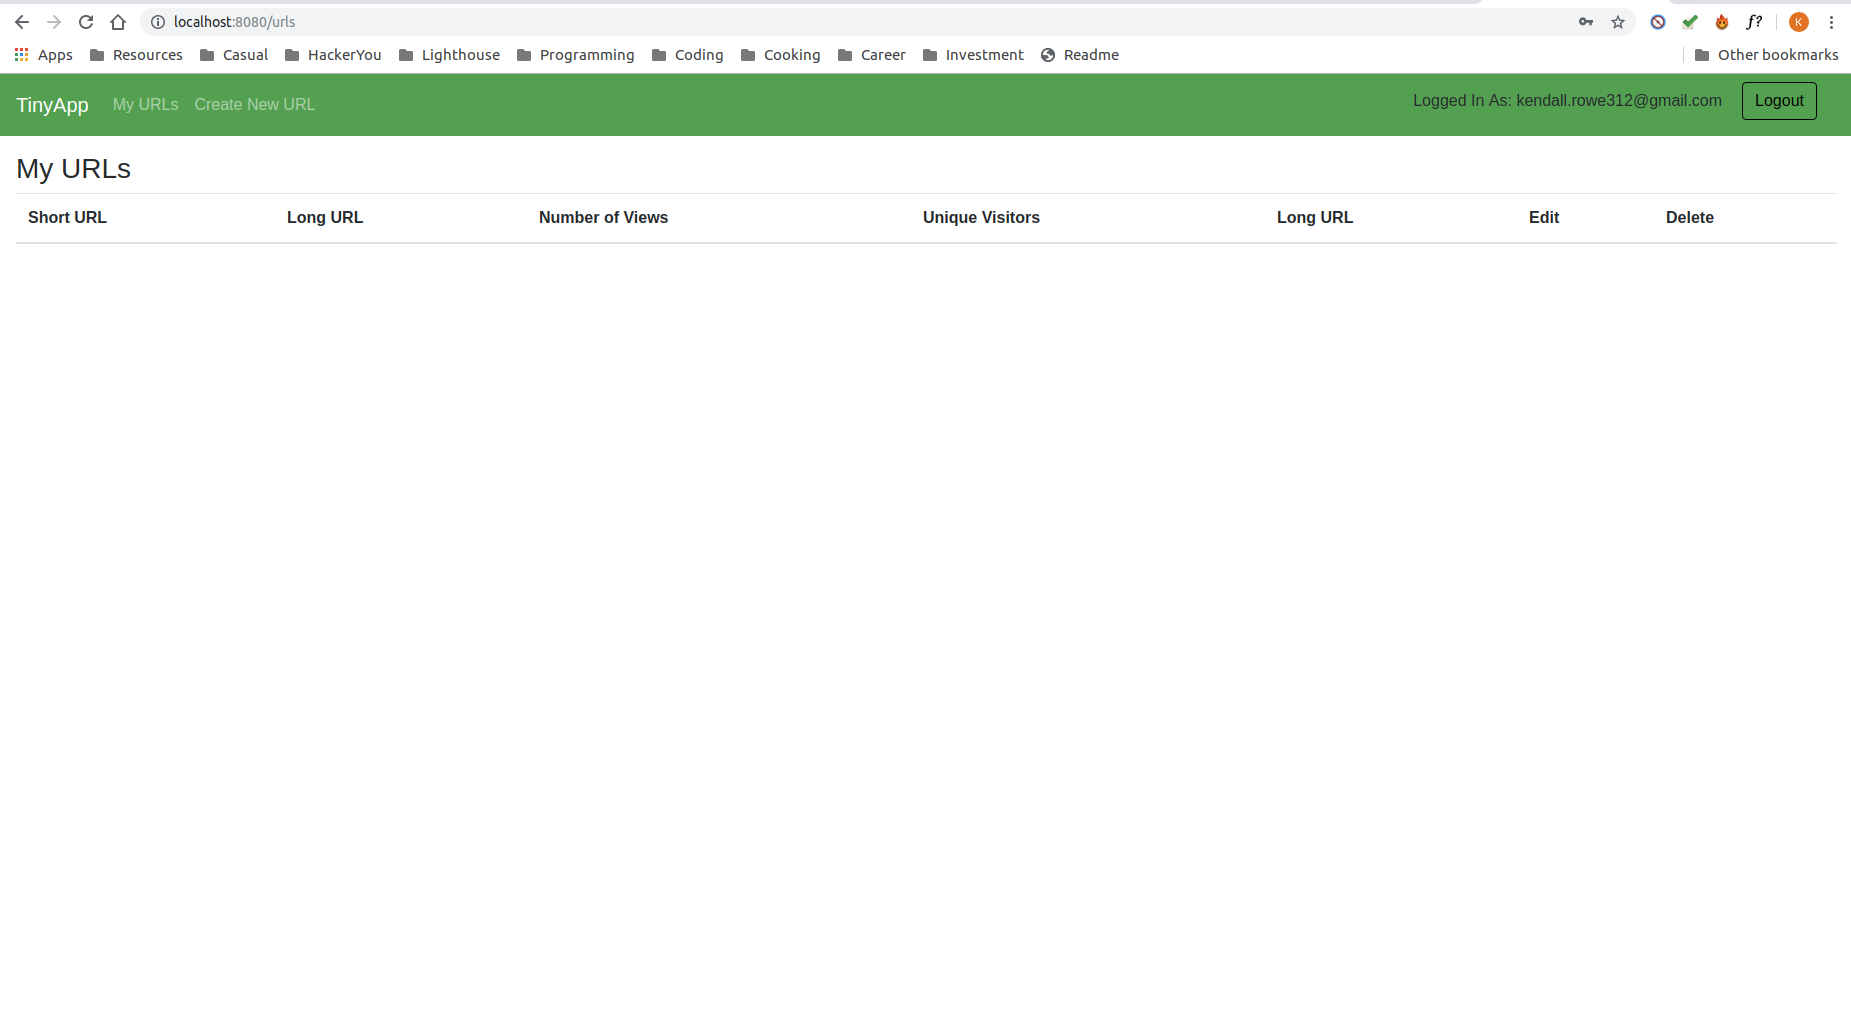 localhost:8080/urls
f?
K
Apps Resources Casual HackerYou Lighthouse Programming Coding Cooking Career Investment Readme Other bookmarks
TinyApp My URLs Create New URL Logged In As: kendall.rowe312@gmail.com Logout
My URLs
Short URL Long URL Number of Views Unique Visitors Long URL Edit Delete